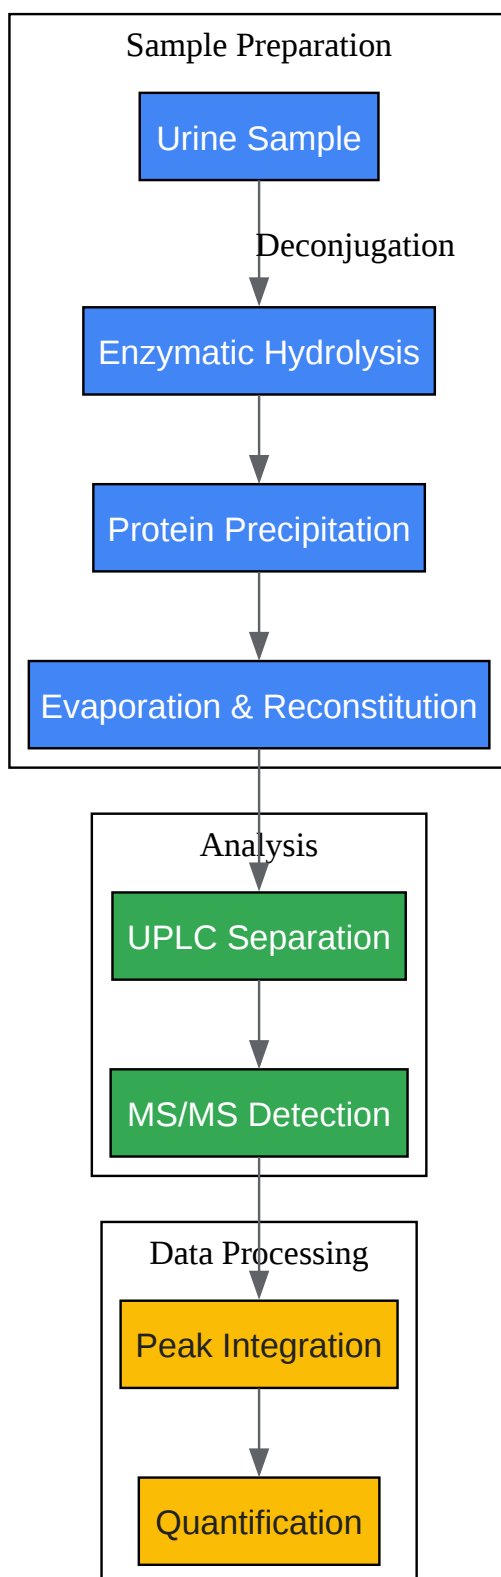 Sample Preparation
Urine Sample
Deconjugation
Enzymatic Hydrolysis
Protein Precipitation
Evaporation & Reconstitution
Analysis
UPLC Separation
MS/MS Detection
Data Processing
Peak Integration
Quantification